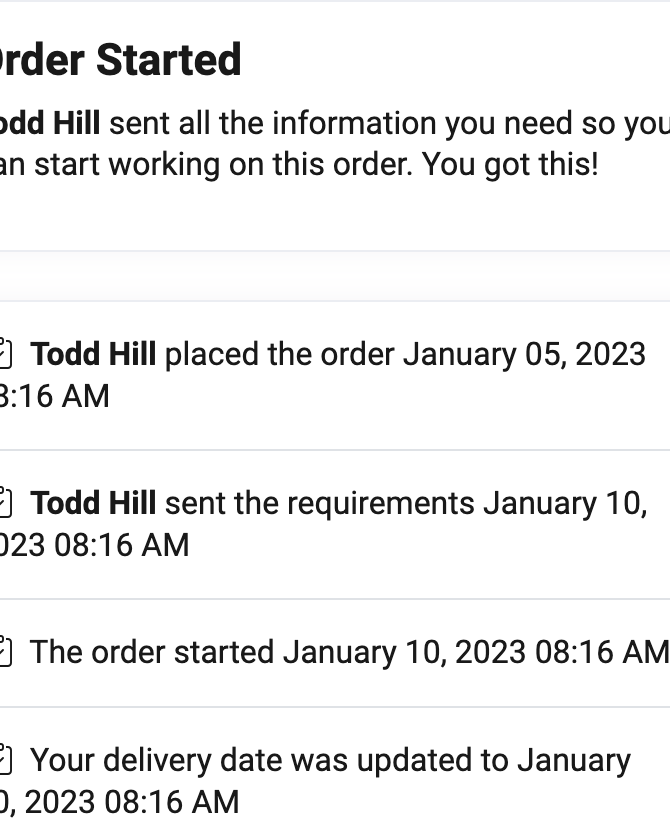 rder Started
odd Hill sent all the information you need so you
an start working on this order. You got this!
Todd Hill placed the order January 05, 2023
8:16 AM
Todd Hill sent the requirements January 10,
023 08:16 AM
The order started January 10, 2023 08:16 AM
Your delivery date was updated to January
0, 2023 08:16 AM